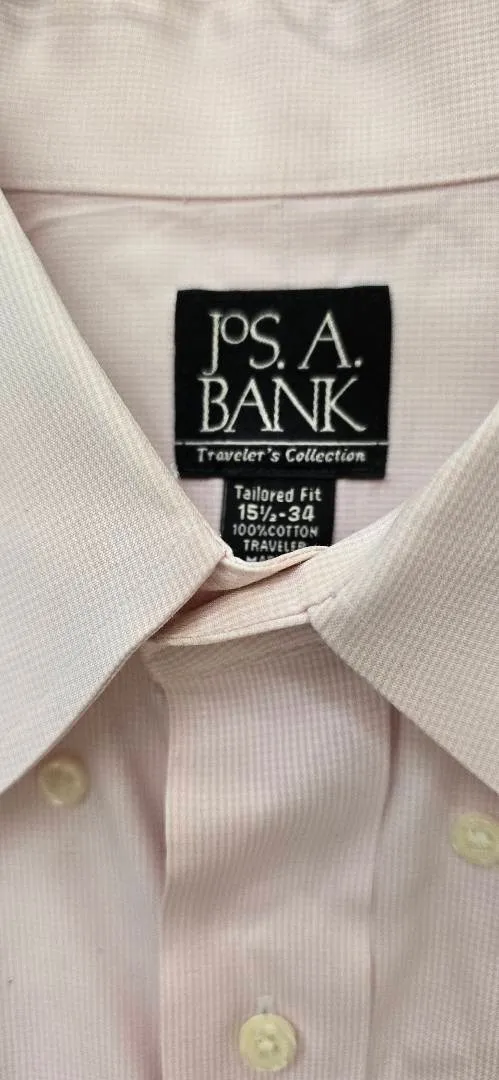 JOS. A.
BANK
Traveler's Collection
Tailored Fit
15½-34
100%COTTON
TRAVELER